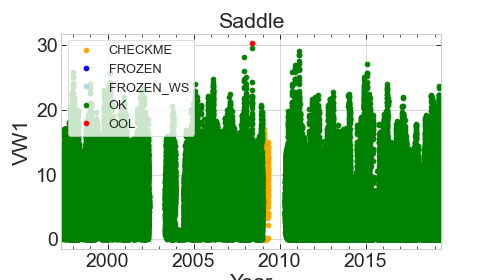 Saddle
30
20
10
0
VW1
CHECKME
FROZEN
FROZEN_WS
OK
OOL
2000 2005 2010 2015
Year